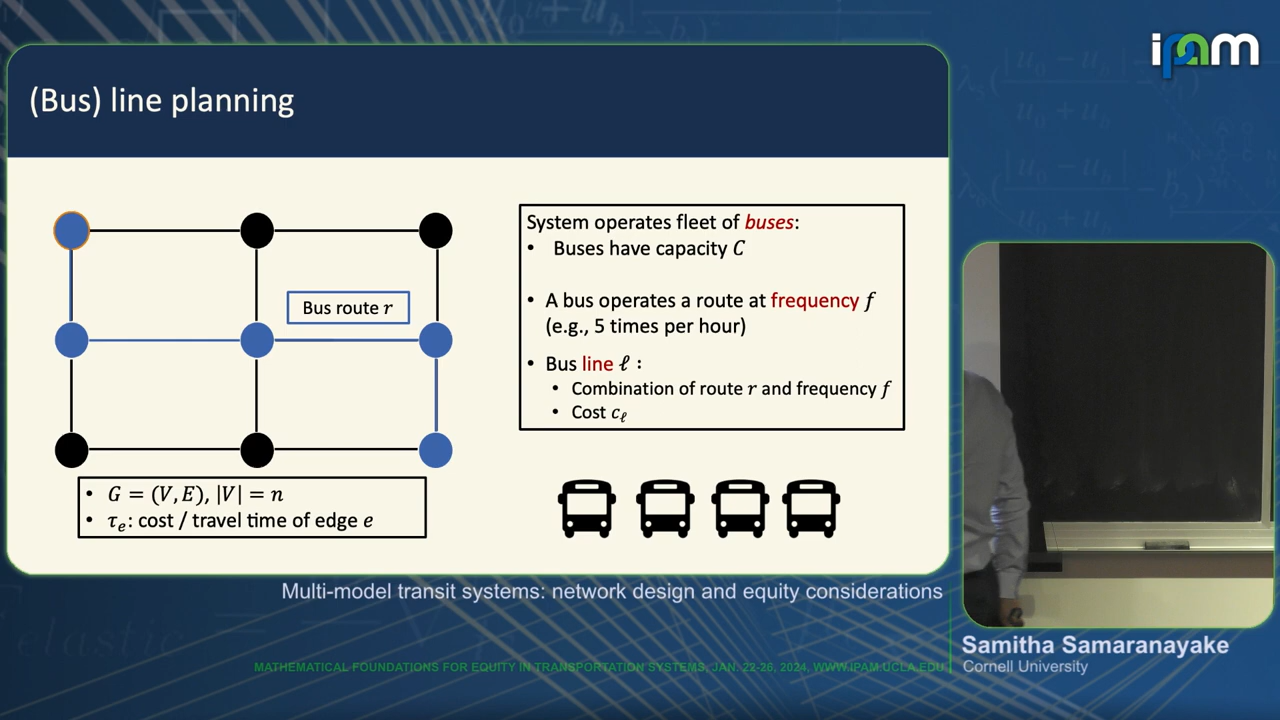 ipam
(Bus) line planning
Bus route r
• G = (V, E), |V| = n
• τₑ: cost / travel time of edge e
System operates fleet of buses:
• Buses have capacity C
• A bus operates a route at frequency f
(e.g., 5 times per hour)
• Bus line ℓ :
• Combination of route r and frequency f
• Cost c_ℓ
Multi-model transit systems: network design and equity considerations
Samitha Samaranayake
Cornell University
MATHEMATICAL FOUNDATIONS FOR EQUITY IN TRANSPORTATION SYSTEMS, JAN. 22-26, 2024, WWW.IPAM.UCLA.EDU
elastic